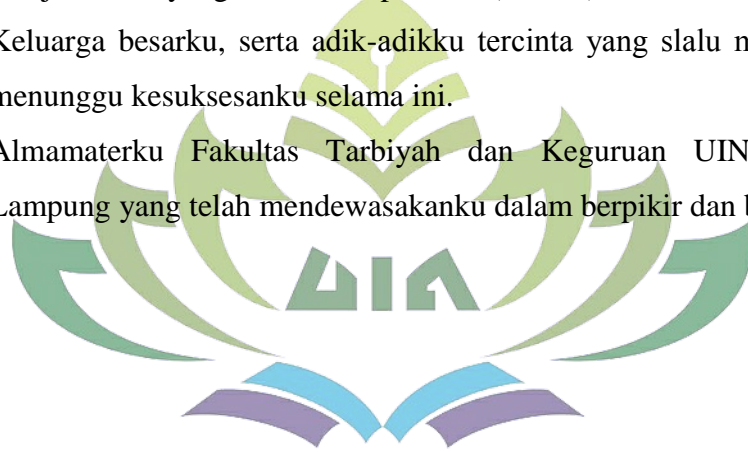 Keluarga besarku, serta adik-adikku tercinta yang slalu
menunggu kesuksesanku selama ini.
Almamaterku Fakultas Tarbiyah dan Keguruan UIN
Lampung yang telah mendewasakanku dalam berpikir dan
UIN